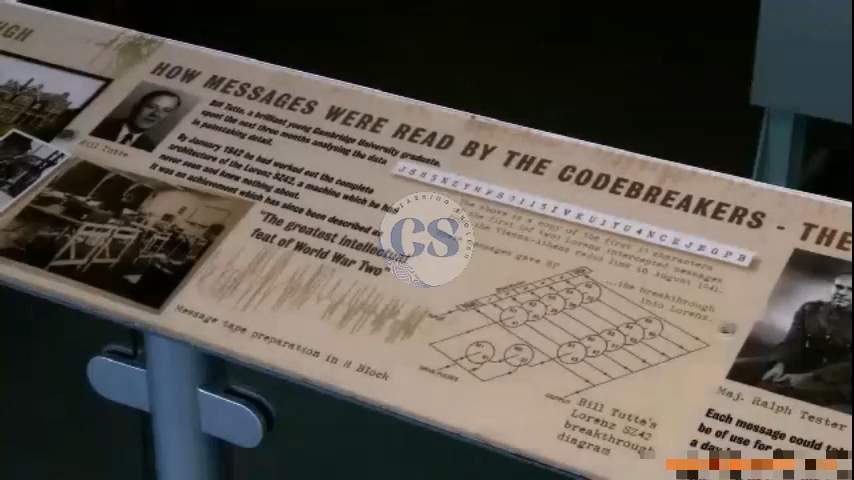 GH
HOW MESSAGES WERE READ BY THE CODEBREAKERS - THE
Bill Tutte, a brilliant young Cambridge University graduate,
spent the next three months analysing the data
in painstaking detail.
By January 1942 he had worked out the complete
architecture of the Lorenz SZ42, a machine which he had
never seen and knew nothing about.
It was an achievement which has since been described as
"The greatest intellectual
feat of World War Two"
Bill Tutte
Message tape preparation in H Block
The above is a copy of the first characters
of the first (of two) Lorenz intercepted messages
the Vienna-Athens radio link in August 1941.
messages gave
...the breakthrough
into Lorenz.
CS
OUTPUT
Bill Tutte's
Lorenz SZ42
breakthrough
diagram
Maj. Ralph Tester
Each message could
be of use for
a day